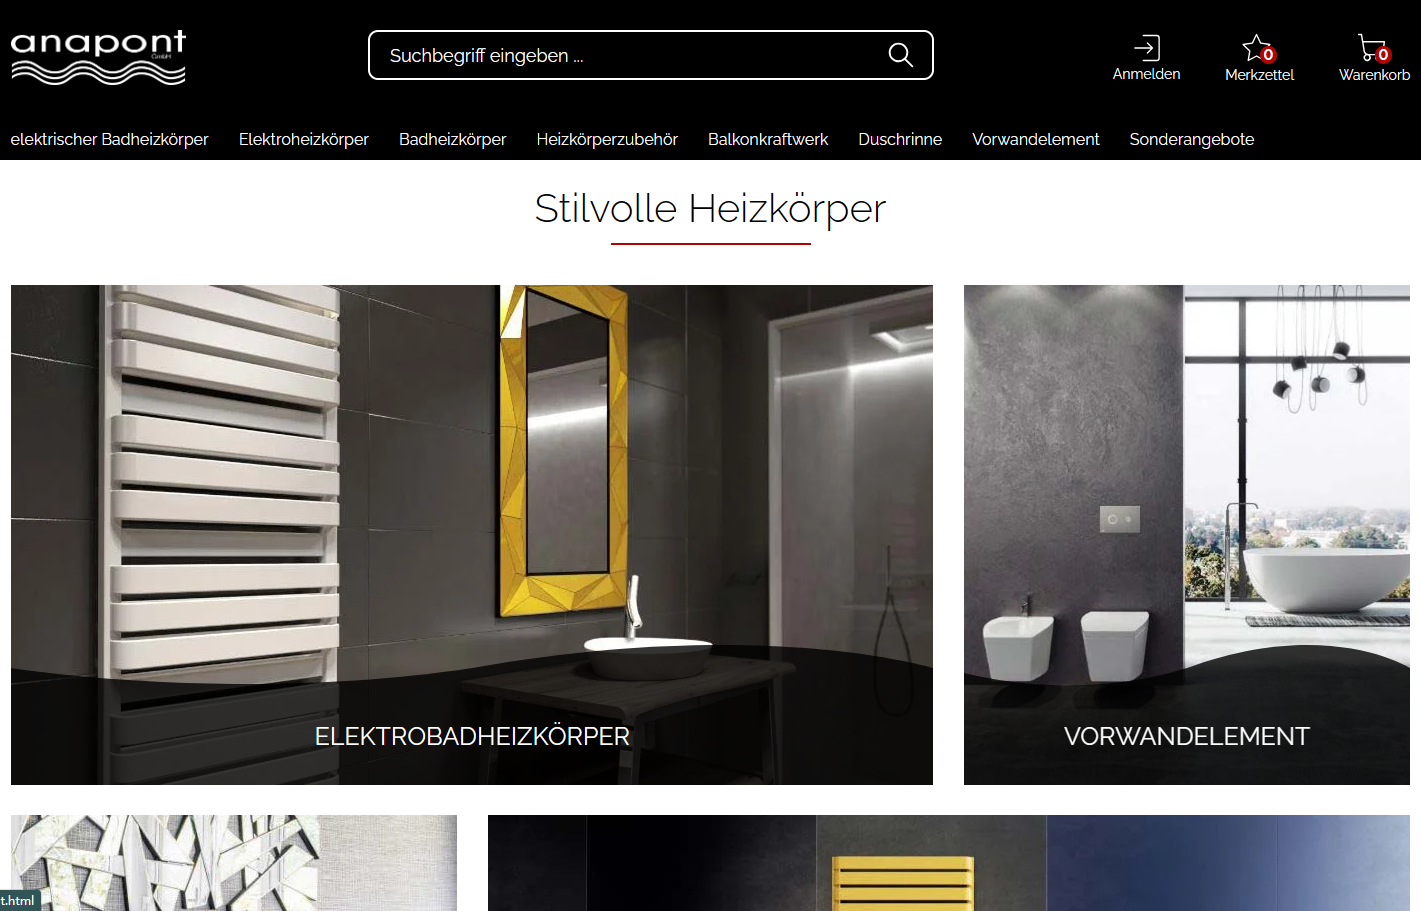 anapont
GmbH
Suchbegriff eingeben ...
Anmelden
0
Merkzettel
0
Warenkorb
elektrischer Badheizkörper Elektroheizkörper Badheizkörper Heizkörperzubehör Balkonkraftwerk Duschrinne Vorwandelement Sonderangebote
Stilvolle Heizkörper
ELEKTROBADHEIZKÖRPER
VORWANDELEMENT
t.html